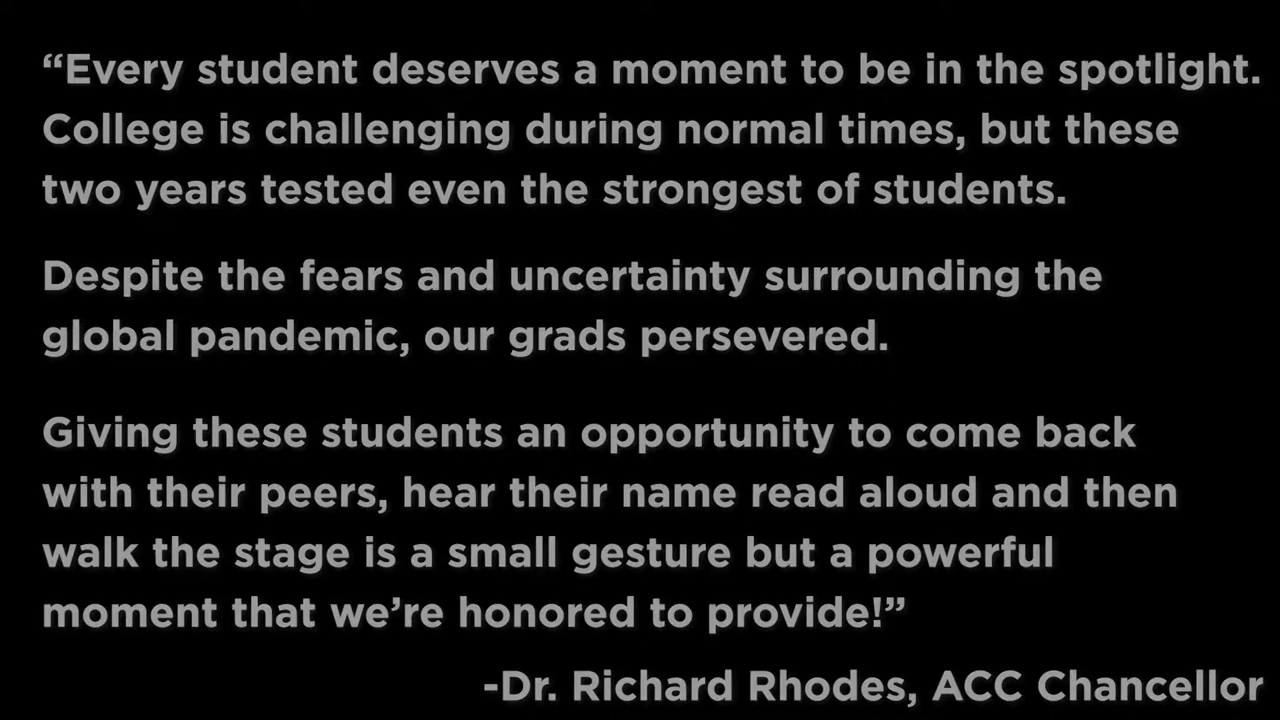 “Every student deserves a moment to be in the spotlight.
College is challenging during normal times, but these
two years tested even the strongest of students.
Despite the fears and uncertainty surrounding the
global pandemic, our grads persevered.
Giving these students an opportunity to come back
with their peers, hear their name read aloud and then
walk the stage is a small gesture but a powerful
moment that we’re honored to provide!”
-Dr. Richard Rhodes, ACC Chancellor